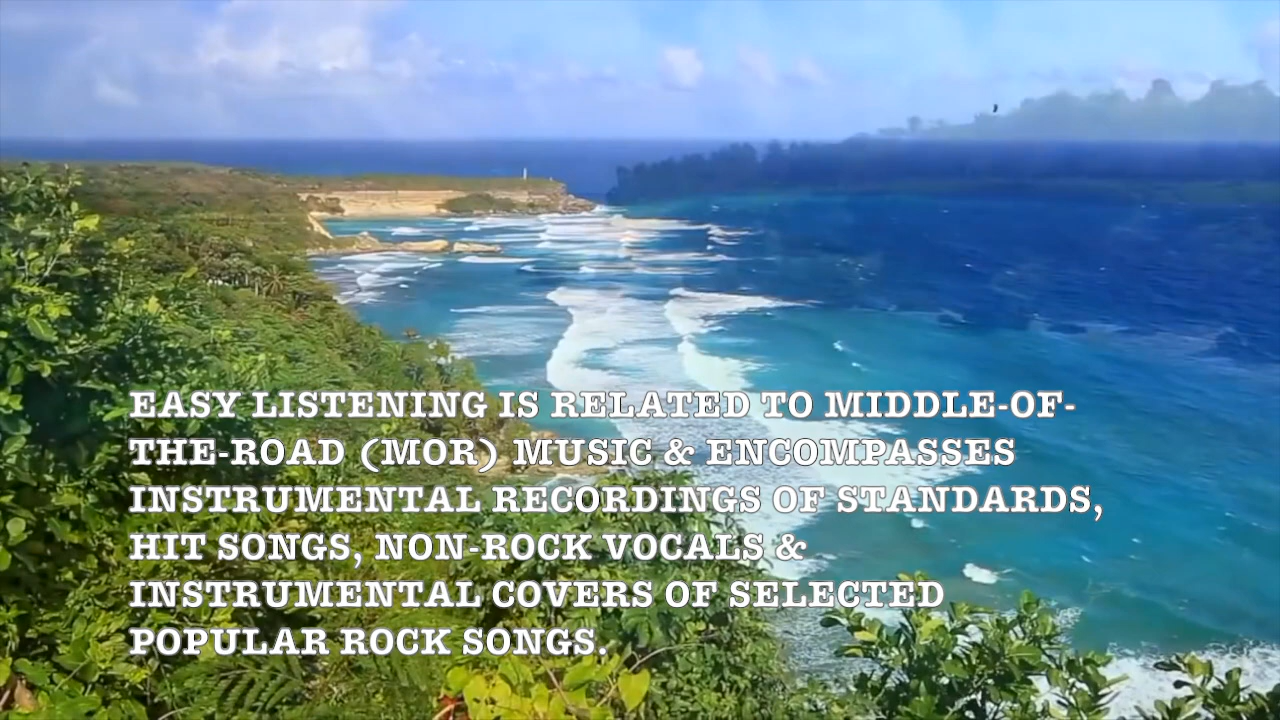 EASY LISTENING IS RELATED TO MIDDLE-OF-
THE-ROAD (MOR) MUSIC & ENCOMPASSES
INSTRUMENTAL RECORDINGS OF STANDARDS,
HIT SONGS, NON-ROCK VOCALS &
INSTRUMENTAL COVERS OF SELECTED
POPULAR ROCK SONGS.